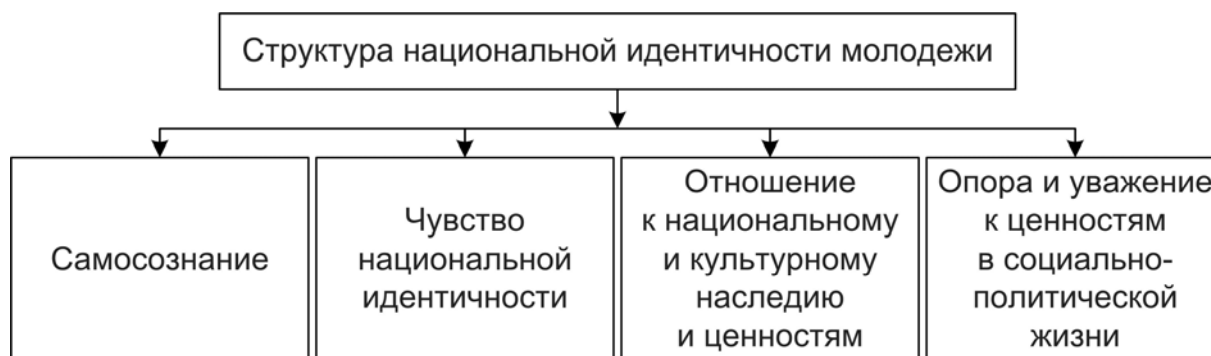 Структура национальной идентичности молодежи
Самосознание
Чувство
национальной
идентичности
Отношение
к национальному
и культурному
наследию
и ценностям
Опора и уважение
к ценностям
в социально-
политической
жизни